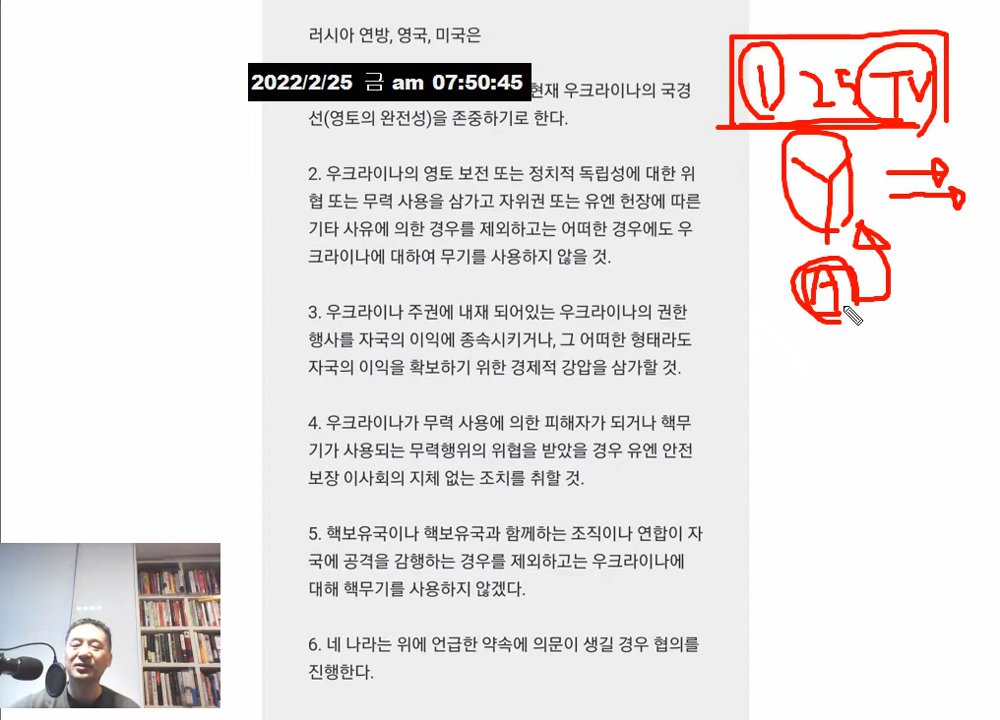 러시아 연방, 영국, 미국은
2022/2/25 금 am 07:50:45
현재 우크라이나의 국경
선(영토의 완전성)을 존중하기로 한다.
2. 우크라이나의 영토 보전 또는 정치적 독립성에 대한 위
협 또는 무력 사용을 삼가고 자위권 또는 유엔 헌장에 따른
기타 사유에 의한 경우를 제외하고는 어떠한 경우에도 우
크라이나에 대하여 무기를 사용하지 않을 것.
3. 우크라이나 주권에 내재 되어있는 우크라이나의 권한
행사를 자국의 이익에 종속시키거나, 그 어떠한 형태라도
자국의 이익을 확보하기 위한 경제적 강압을 삼가할 것.
4. 우크라이나가 무력 사용에 의한 피해자가 되거나 핵무
기가 사용되는 무력행위의 위협을 받았을 경우 유엔 안전
보장 이사회의 지체 없는 조치를 취할 것.
5. 핵보유국이나 핵보유국과 함께하는 조직이나 연합이 자
국에 공격을 감행하는 경우를 제외하고는 우크라이나에
대해 핵무기를 사용하지 않겠다.
6. 네 나라는 위에 언급한 약속에 의문이 생길 경우 협의를
진행한다.
1 25 TV
A